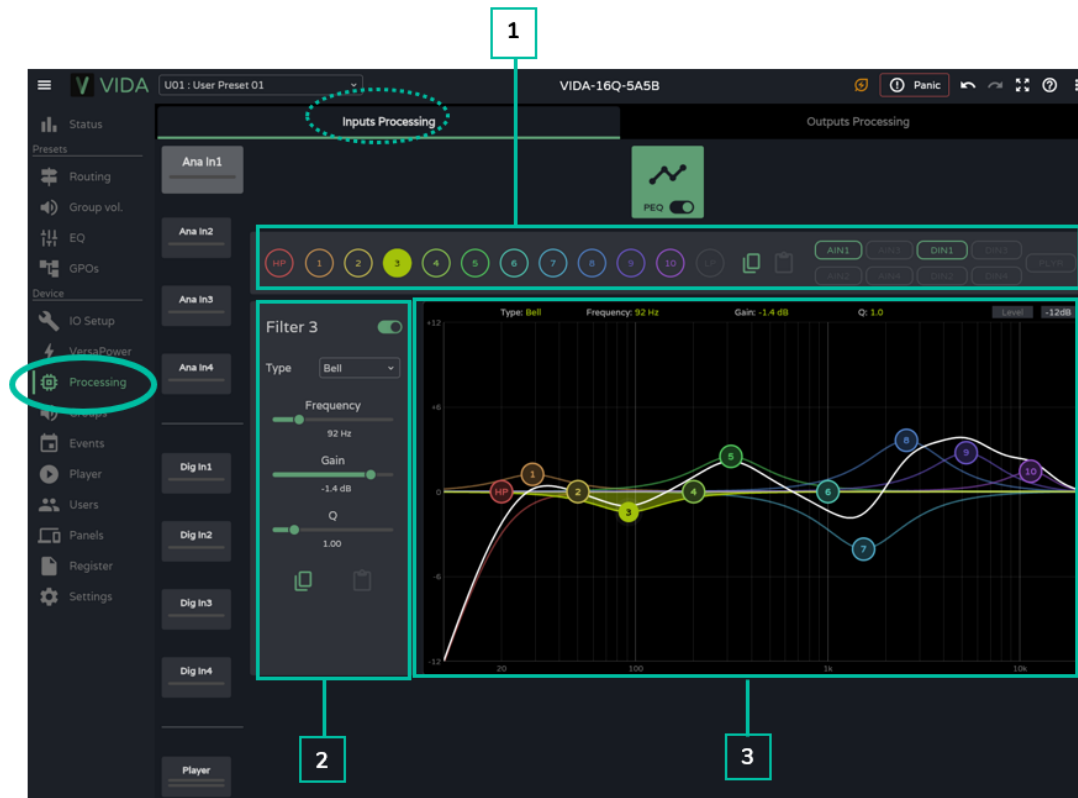 1
VIDA
U01 : User Preset 01
VIDA-16Q-5A5B
Panic
Status
Inputs Processing
Outputs Processing
Presets
Routing
Group vol.
EQ
GPOs
Device
IO Setup
VersaPower
Processing
Groups
Events
Player
Users
Panels
Register
Settings
Ana In1
Ana In2
Ana In3
Ana In4
Dig In1
Dig In2
Dig In3
Dig In4
Player
PEQ
HP 1 2 3 4 5 6 7 8 9 10 LP
AIN1 AIN3 DIN1 DIN3 PLYR
AIN2 AIN4 DIN2 DIN4
Filter 3
Type Bell
Frequency
92 Hz
Gain
-1.4 dB
Q
1.00
Type: Bell Frequency: 92 Hz Gain: -1.4 dB Q: 1.0 Level -12dB
+12
+6
0
-6
-12
HP 1 2 3 4 5 6 7 8 9 10
20 100 1k 10k
2
3